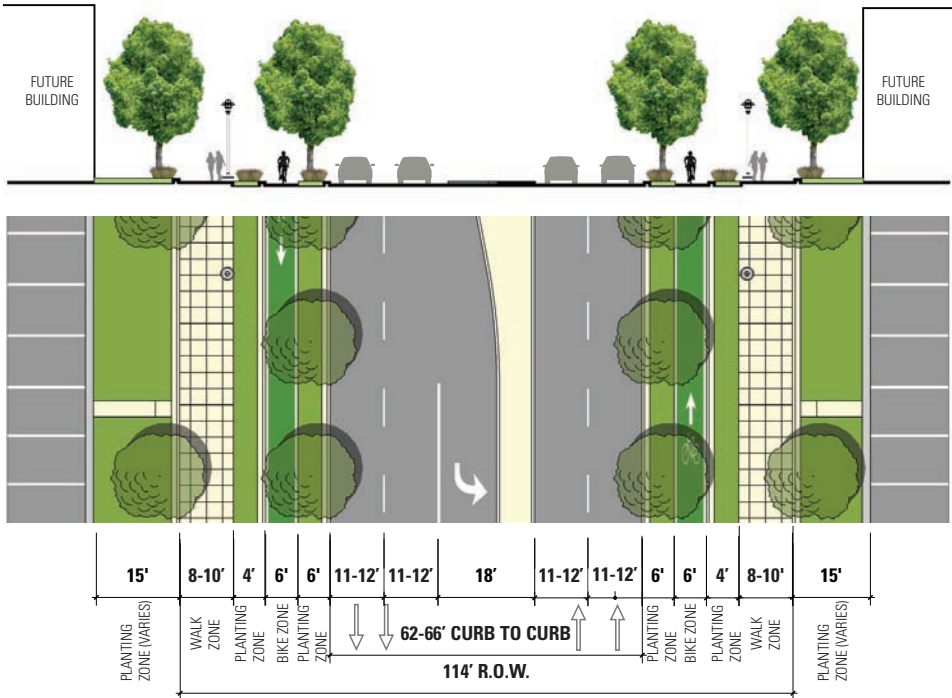 FUTURE
BUILDING
FUTURE
BUILDING
15'
8-10′
4′
6′
6′
11-12′
11-12′
18′
11-12′
11-12′
6′
6′
4′
8-10'
15'
PLANTING
ZONE (VARIES)
WALK
ZONE
PLANTING
ZONE
BIKE ZONE
PLANTING
ZONE
62-66′ CURB TO CURB
PLANTING
ZONE
BIKE ZONE
PLANTING
ZONE
WALK
ZONE
PLANTING
ZONE (VARIES)
114′ R.O.W.